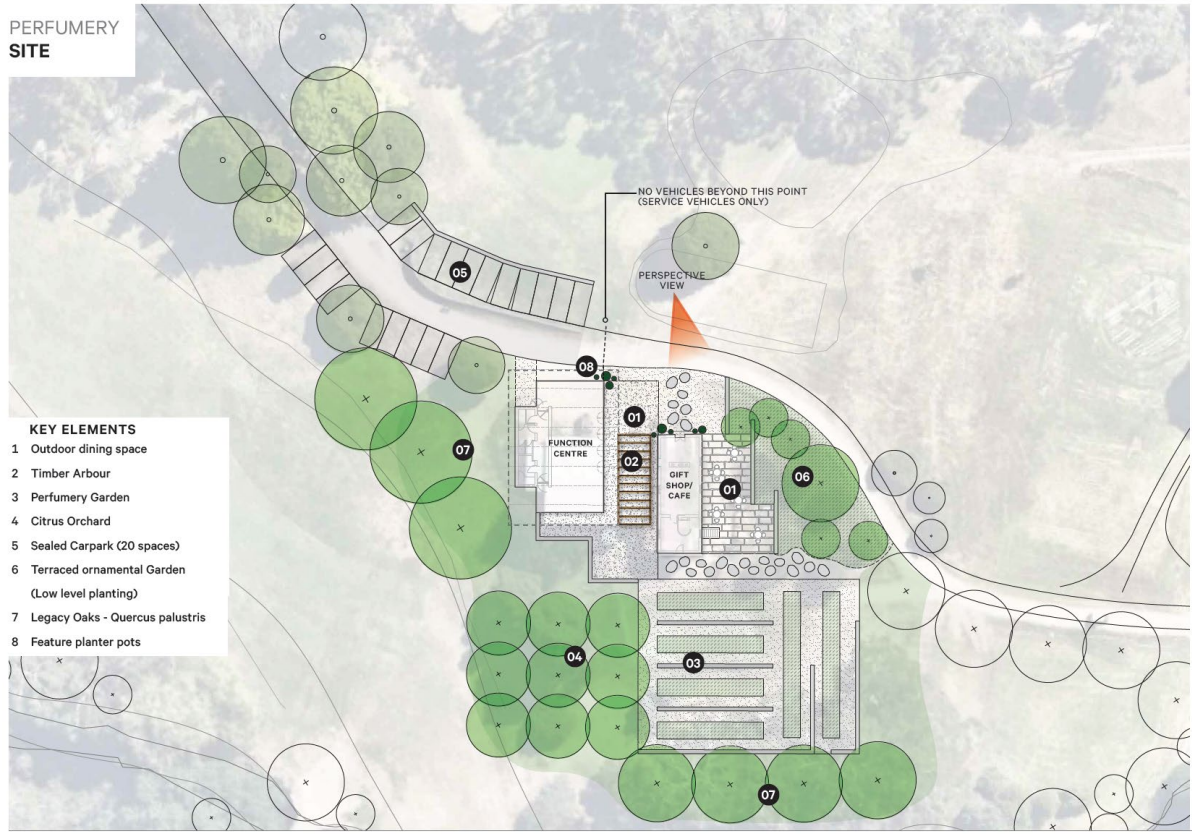 PERFUMERY
SITE
NO VEHICLES BEYOND THIS POINT
(SERVICE VEHICLES ONLY)
05
PERSPECTIVE
VIEW
08
01
FUNCTION
CENTRE
02
GIFT
SHOP/
CAFE
01
06
07
KEY ELEMENTS
1 Outdoor dining space
2 Timber Arbour
3 Perfumery Garden
4 Citrus Orchard
5 Sealed Carpark (20 spaces)
6 Terraced ornamental Garden
(Low level planting)
7 Legacy Oaks - Quercus palustris
8 Feature planter pots
04
03
07